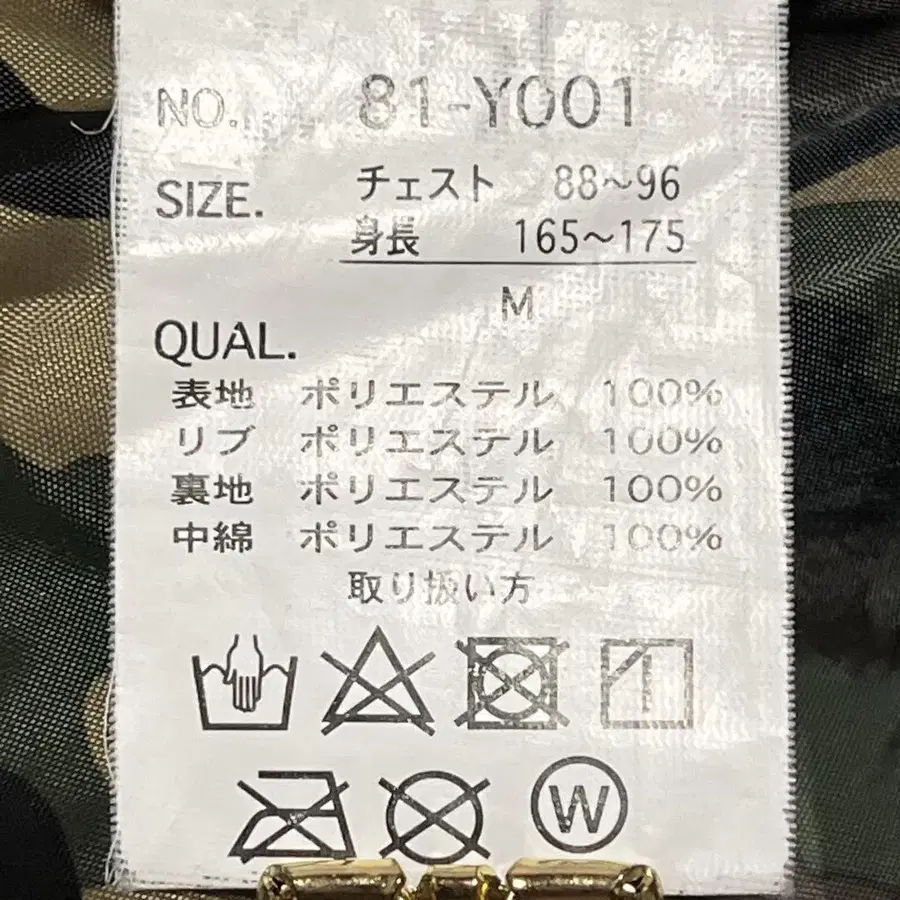 NO. 81-Y001
SIZE. チェスト 88〜96
身長 165〜175
M
QUAL.
表地 ポリエステル 100%
リブ ポリエステル 100%
裏地 ポリエステル 100%
中綿 ポリエステル 100%
取り扱い方
W